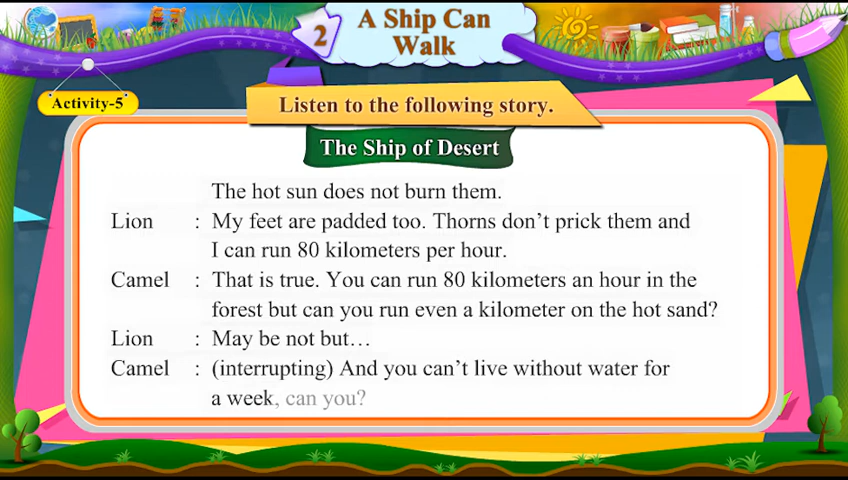 2
A Ship Can
Walk
Activity-5
Listen to the following story.
The Ship of Desert
The hot sun does not burn them.
Lion : My feet are padded too. Thorns don't prick them and
I can run 80 kilometers per hour.
Camel : That is true. You can run 80 kilometers an hour in the
forest but can you run even a kilometer on the hot sand?
Lion : May be not but…
Camel : (interrupting) And you can't live without water for
a week, can you?